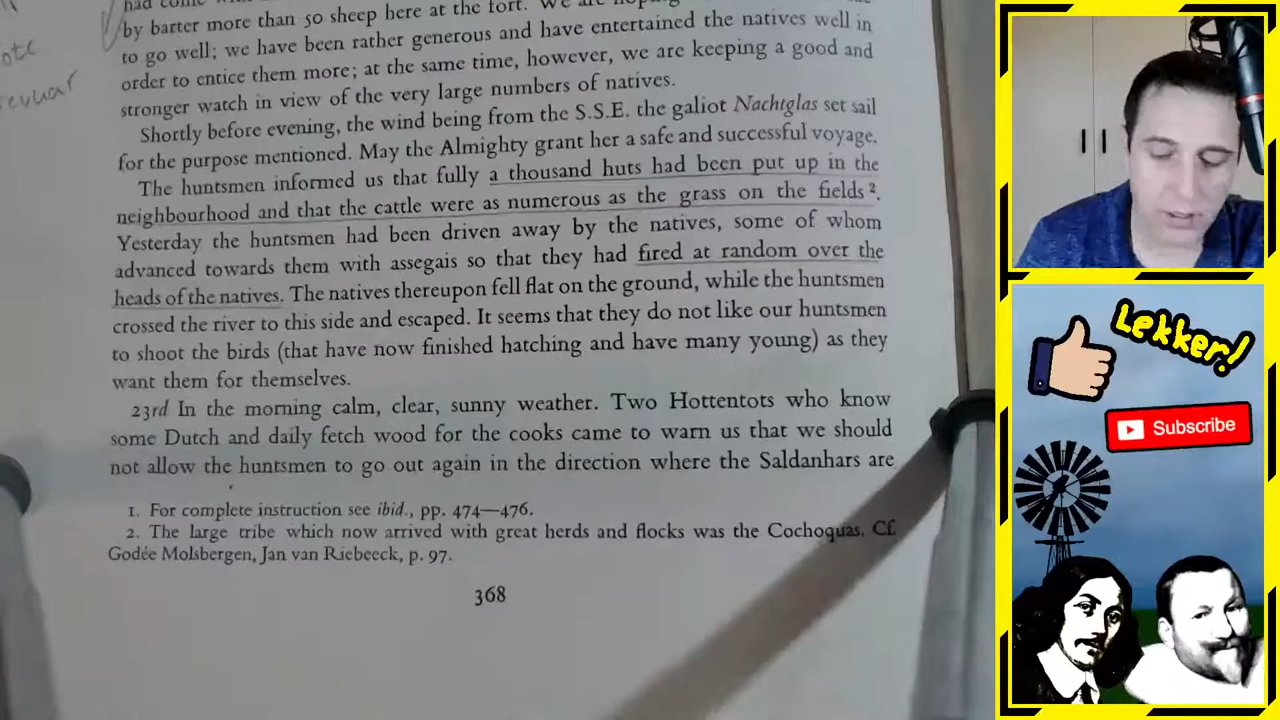 had come
by barter more than 50 sheep here at the fort. We are hoping
to go well; we have been rather generous and have entertained the natives well in
order to entice them more; at the same time, however, we are keeping a good and
stronger watch in view of the very large numbers of natives.
Shortly before evening, the wind being from the S.S.E. the galiot Nachtglas set sail
for the purpose mentioned. May the Almighty grant her a safe and successful voyage.
The huntsmen informed us that fully a thousand huts had been put up in the
neighbourhood and that the cattle were as numerous as the grass on the fields².
Yesterday the huntsmen had been driven away by the natives, some of whom
advanced towards them with assegais so that they had fired at random over the
heads of the natives. The natives thereupon fell flat on the ground, while the huntsmen
crossed the river to this side and escaped. It seems that they do not like our huntsmen
to shoot the birds (that have now finished hatching and have many young) as they
want them for themselves.
23rd In the morning calm, clear, sunny weather. Two Hottentots who know
some Dutch and daily fetch wood for the cooks came to warn us that we should
not allow the huntsmen to go out again in the direction where the Saldanhars are
1. For complete instruction see ibid., pp. 474—476.
2. The large tribe which now arrived with great herds and flocks was the Cochoquas. Cf.
Godée Molsbergen, Jan van Riebeeck, p. 97.
368
Lekker!
Subscribe